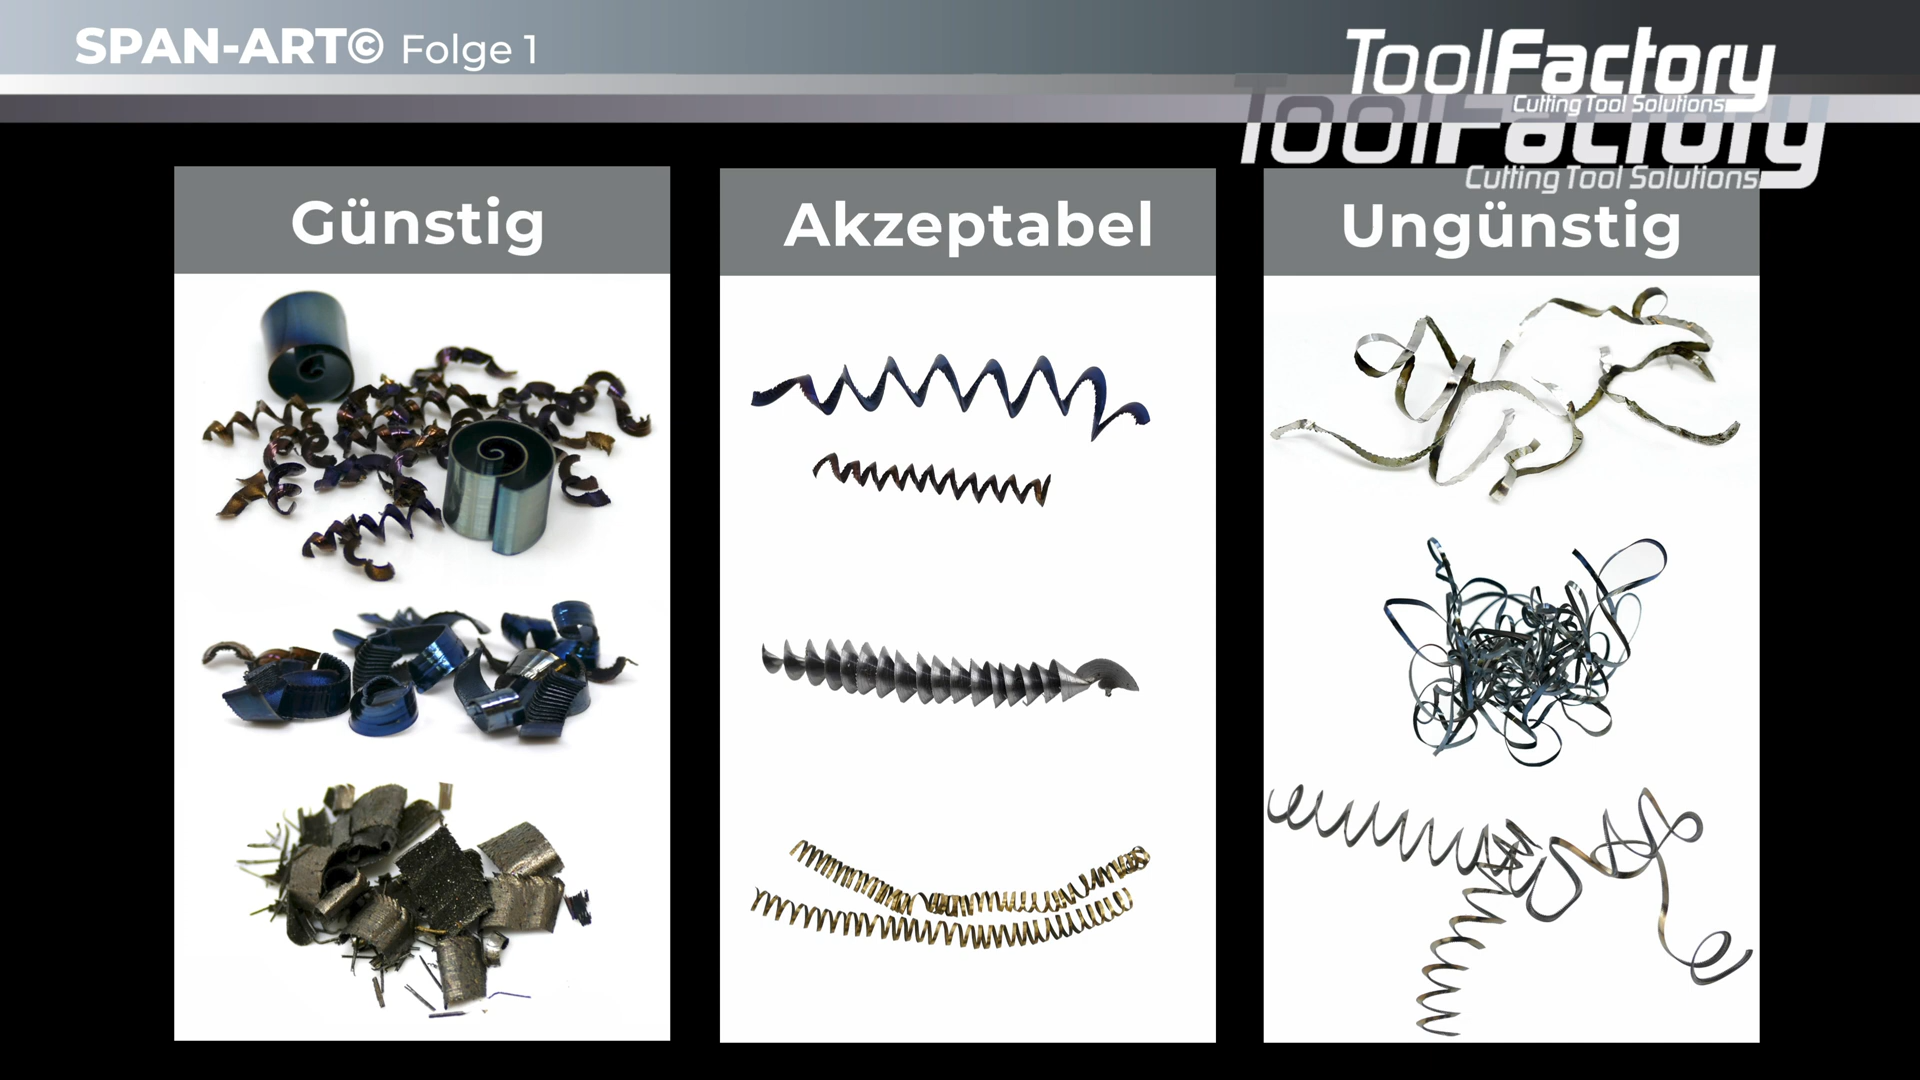 SPAN-ART© Folge 1
ToolFactory
Cutting Tool Solutions
ToolFactory
Cutting Tool Solutions
Günstig
Akzeptabel
Ungünstig